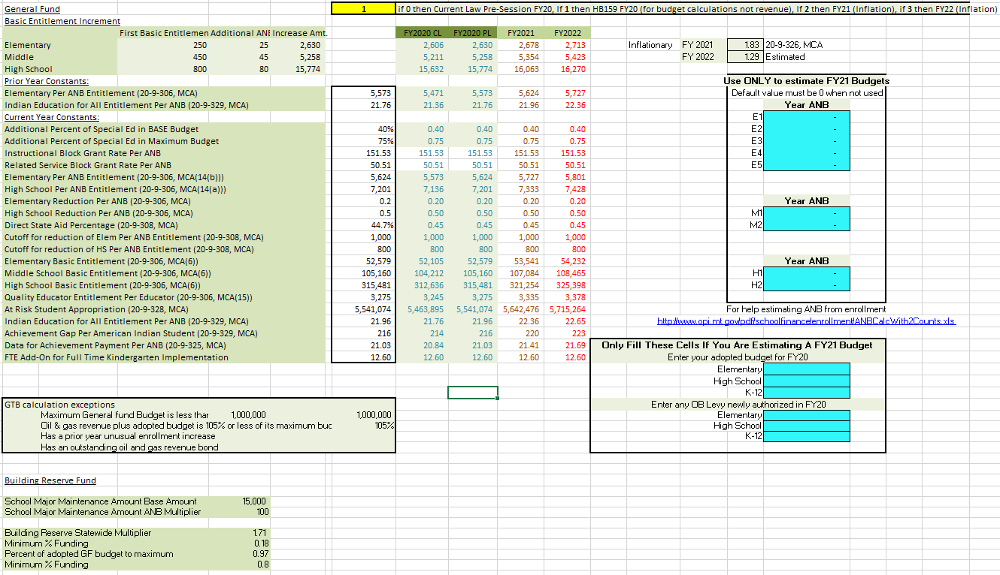 General Fund 1 if 0 then Current Law Pre-Session FY20, If 1 then HB159 FY20 (for budget calculations not revenue), If 2 then FY21 (Inflation), if 3 then FY22 (Inflation)
Basic Entitlement Increment
First Basic Entitlemen Additional ANB Increase Amt. FY2020 CL FY2020 PL FY2021 FY2022
Elementary 250 25 2,630 2,606 2,630 2,678 2,713 Inflationary FY 2021 1.83 20-9-326, MCA
Middle 450 45 5,258 5,211 5,258 5,354 5,423 FY 2022 1.29 Estimated
High School 800 80 15,774 15,632 15,774 16,063 16,270
Prior Year Constants: Use ONLY to estimate FY21 Budgets
Elementary Per ANB Entitlement (20-9-306, MCA) 5,573 5,471 5,573 5,624 5,727 Default value must be 0 when not used
Indian Education for All Entitlement Per ANB (20-9-329, MCA) 21.76 21.36 21.76 21.96 22.36 Year ANB
Current Year Constants: E1 -
Additional Percent of Special Ed in BASE Budget 40% 0.40 0.40 0.40 0.40 E2 -
Additional Percent of Special Ed in Maximum Budget 75% 0.75 0.75 0.75 0.75 E3 -
Instructional Block Grant Rate Per ANB 151.53 151.53 151.53 151.53 151.53 E4 -
Related Service Block Grant Rate Per ANB 50.51 50.51 50.51 50.51 50.51 E5 -
Elementary Per ANB Entitlement (20-9-306, MCA(14(b))) 5,624 5,573 5,624 5,727 5,801
High School Per ANB Entitlement (20-9-306, MCA(14(a))) 7,201 7,136 7,201 7,333 7,428
Elementary Reduction Per ANB (20-9-306, MCA) 0.2 0.20 0.20 0.20 0.20 Year ANB
High School Reduction Per ANB (20-9-306, MCA) 0.5 0.50 0.50 0.50 0.50 M1 -
Direct State Aid Percentage (20-9-308, MCA) 44.7% 0.45 0.45 0.45 0.45 M2 -
Cutoff for reduction of Elem Per ANB Entitlement (20-9-308, MCA) 1,000 1,000 1,000 1,000 1,000
Cutoff for reduction of HS Per ANB Entitlement (20-9-308, MCA) 800 800 800 800 800
Elementary Basic Entitlement (20-9-306, MCA(6)) 52,579 52,105 52,579 53,541 54,232 Year ANB
Middle School Basic Entitlement (20-9-306, MCA(6)) 105,160 104,212 105,160 107,084 108,465 H1 -
High School Basic Entitlement (20-9-306, MCA(6)) 315,481 312,636 315,481 321,254 325,398 H2 -
Quality Educator Entitlement Per Educator (20-9-306, MCA(15)) 3,275 3,245 3,275 3,335 3,378
At Risk Student Appropriation (20-9-328, MCA) 5,541,074 5,463,895 5,541,074 5,642,476 5,715,264 For help estimating ANB from enrollment
Indian Education for All Entitlement Per ANB (20-9-329, MCA) 21.96 21.76 21.96 22.36 22.65 http://www.opi.mt.gov/pdf/schoolfinance/enrollment/ANBCalcWith2Counts.xls
Achievement Gap Per American Indian Student (20-9-329, MCA) 216 214 216 220 223
Data for Achievement Payment Per ANB (20-9-325, MCA) 21.03 20.84 21.03 21.41 21.69 Only Fill These Cells If You Are Estimating A FY21 Budget
FTE Add-On for Full Time Kindergarten Implementation 12.60 12.60 12.60 12.60 12.60 Enter your adopted budget for FY20
Elementary
High School
K-12
GTB calculation exceptions Enter any OB Levy newly authorized in FY20
Maximum General fund Budget is less than 1,000,000 1,000,000 Elementary
Oil & gas revenue plus adopted budget is 105% or less of its maximum buc 105% High School
Has a prior year unusual enrollment increase K-12
Has an outstanding oil and gas revenue bond
Building Reserve Fund
School Major Maintenance Amount Base Amount 15,000
School Major Maintenance Amount ANB Multiplier 100
Building Reserve Statewide Multiplier 1.71
Minimum % Funding 0.18
Percent of adopted GF budget to maximum 0.97
Minimum % Funding 0.8